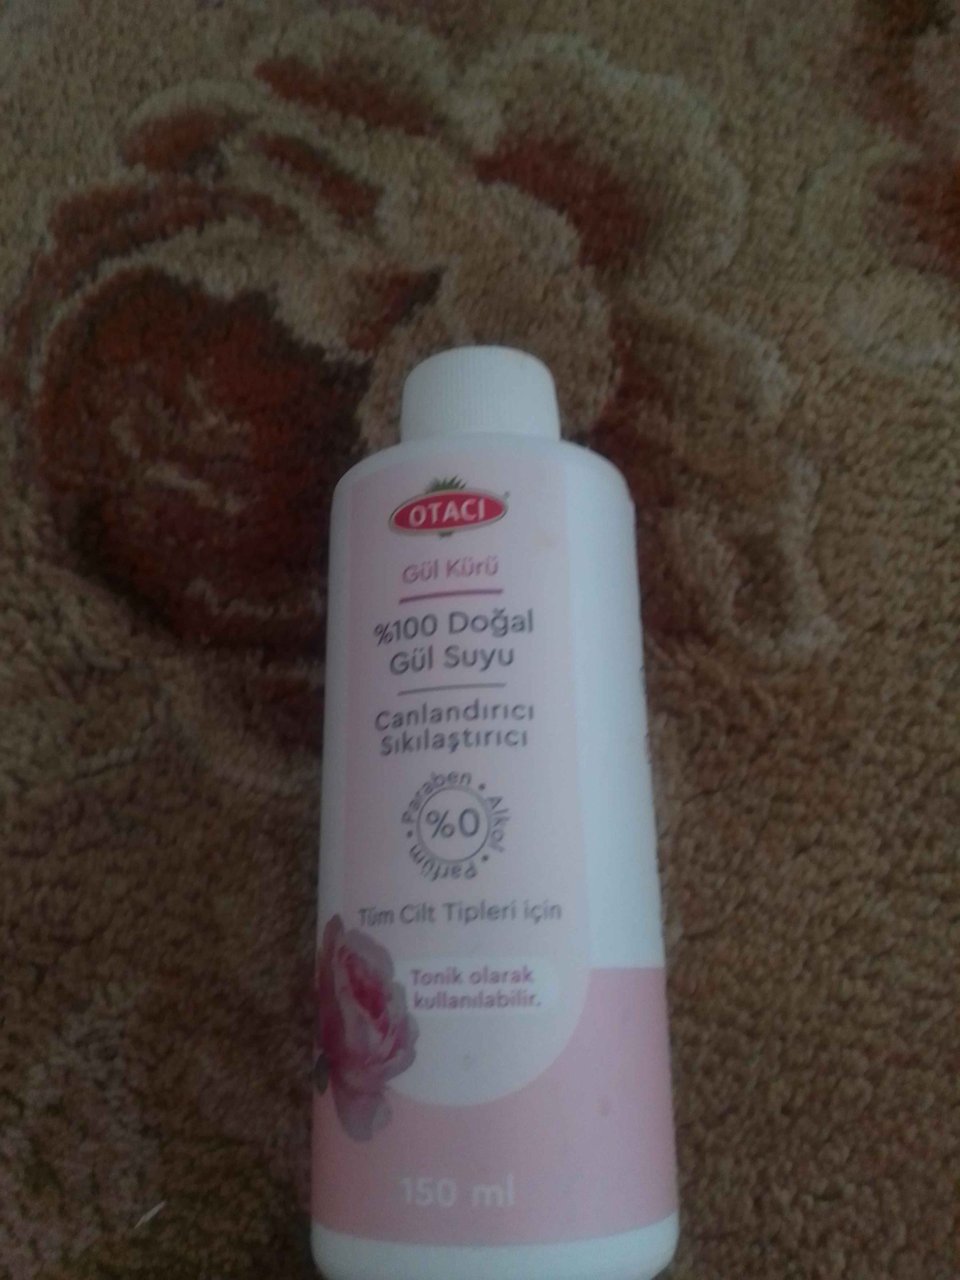 OTACI
Gül Kürü
%100 Doğal
Gül Suyu
Canlandırıcı
Sıkılaştırıcı
Paraben • Alkol • Parfüm •
%0
Tüm Cilt Tipleri için
Tonik olarak
kullanılabilir.
150 ml